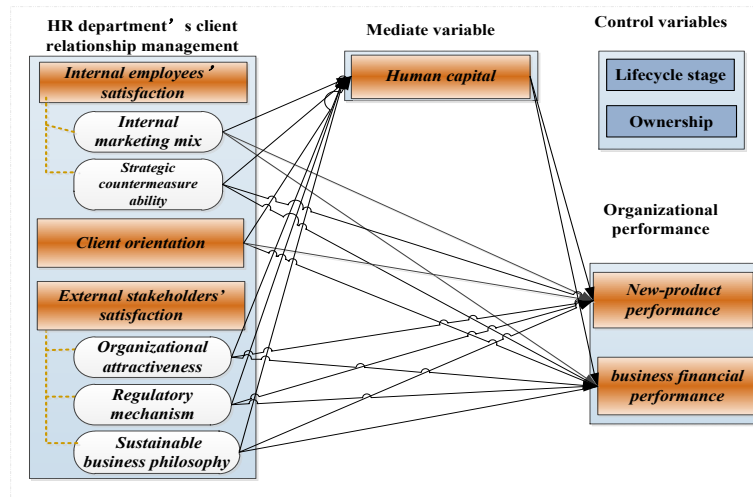 HR department's client
relationship management
Internal employees'
satisfaction
Internal
marketing mix
Strategic
countermeasure
ability
Client orientation
External stakeholders'
satisfaction
Organizational
attractiveness
Regulatory
mechanism
Sustainable
business philosophy
Mediate variable
Human capital
Control variables
Lifecycle stage
Ownership
Organizational
performance
New-product
performance
business financial
performance